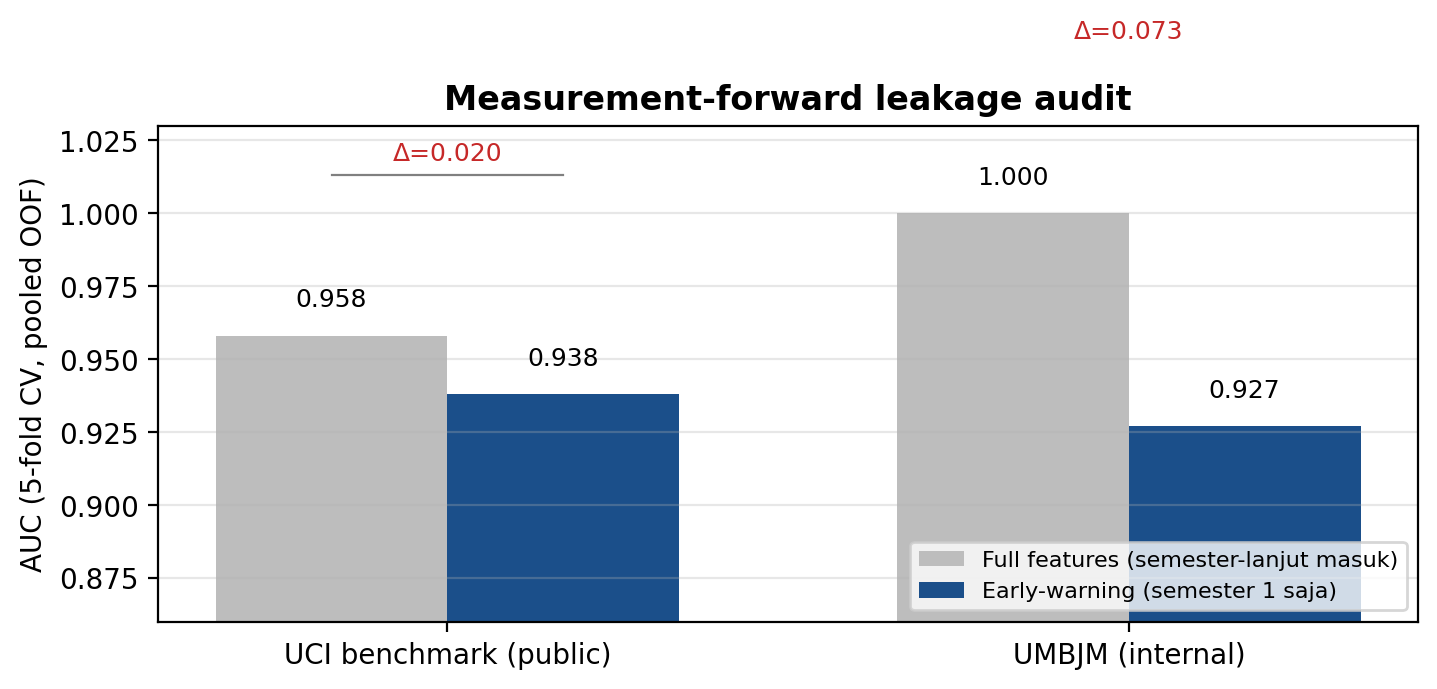 Δ=0.073
Measurement-forward leakage audit
AUC (5-fold CV, pooled OOF)
1.025
1.000
0.975
0.950
0.925
0.900
0.875
Δ=0.020
0.958
0.938
1.000
0.927
Full features (semester-lanjut masuk)
Early-warning (semester 1 saja)
UCI benchmark (public)
UMBJM (internal)